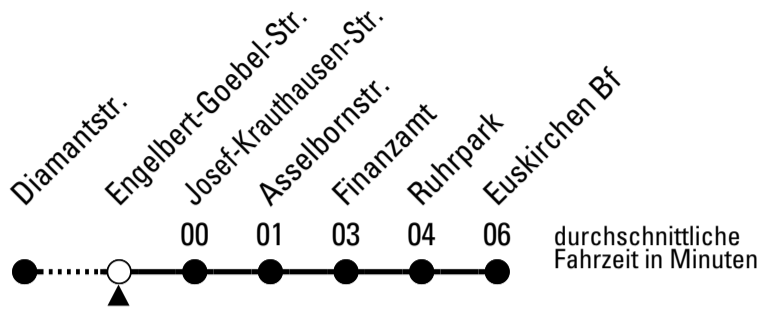 Diamantstr.
Engelbert-Goebel-Str.
Josef-Krauthausen-Str.
Asselbornstr.
Finanzamt
Ruhrpark
Euskirchen Bf
00 01 03 04 06
durchschnittliche
Fahrzeit in Minuten